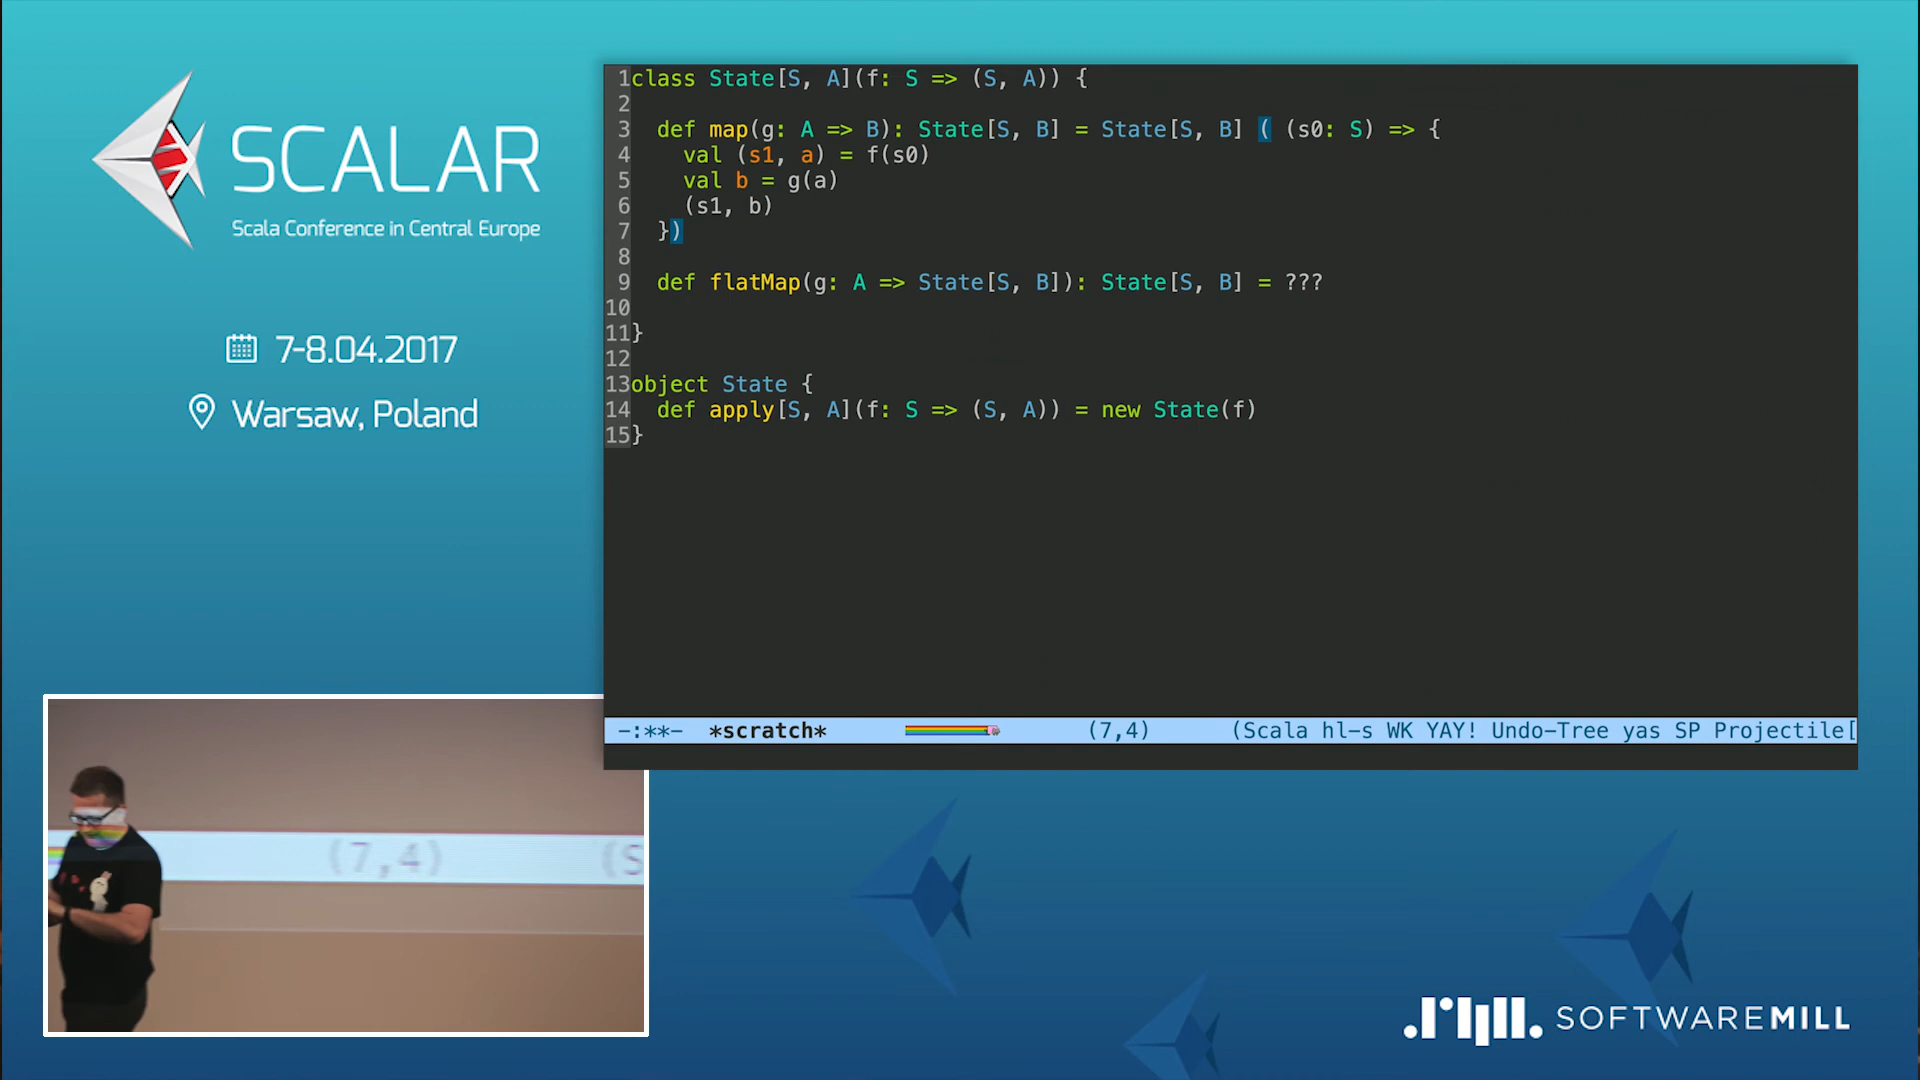 SCALAR
Scala Conference in Central Europe
7-8.04.2017
Warsaw, Poland
1class State[S, A](f: S => (S, A)) {
2
3  def map(g: A => B): State[S, B] = State[S, B] ( (s0: S) => {
4    val (s1, a) = f(s0)
5    val b = g(a)
6    (s1, b)
7  })
8
9  def flatMap(g: A => State[S, B]): State[S, B] = ???
10
11}
12
13object State {
14  def apply[S, A](f: S => (S, A)) = new State(f)
15}
-:**-  *scratch*  (7,4)  (Scala hl-s WK YAY! Undo-Tree yas SP Projectile[
(7,4)  (S
SOFTWAREMILL